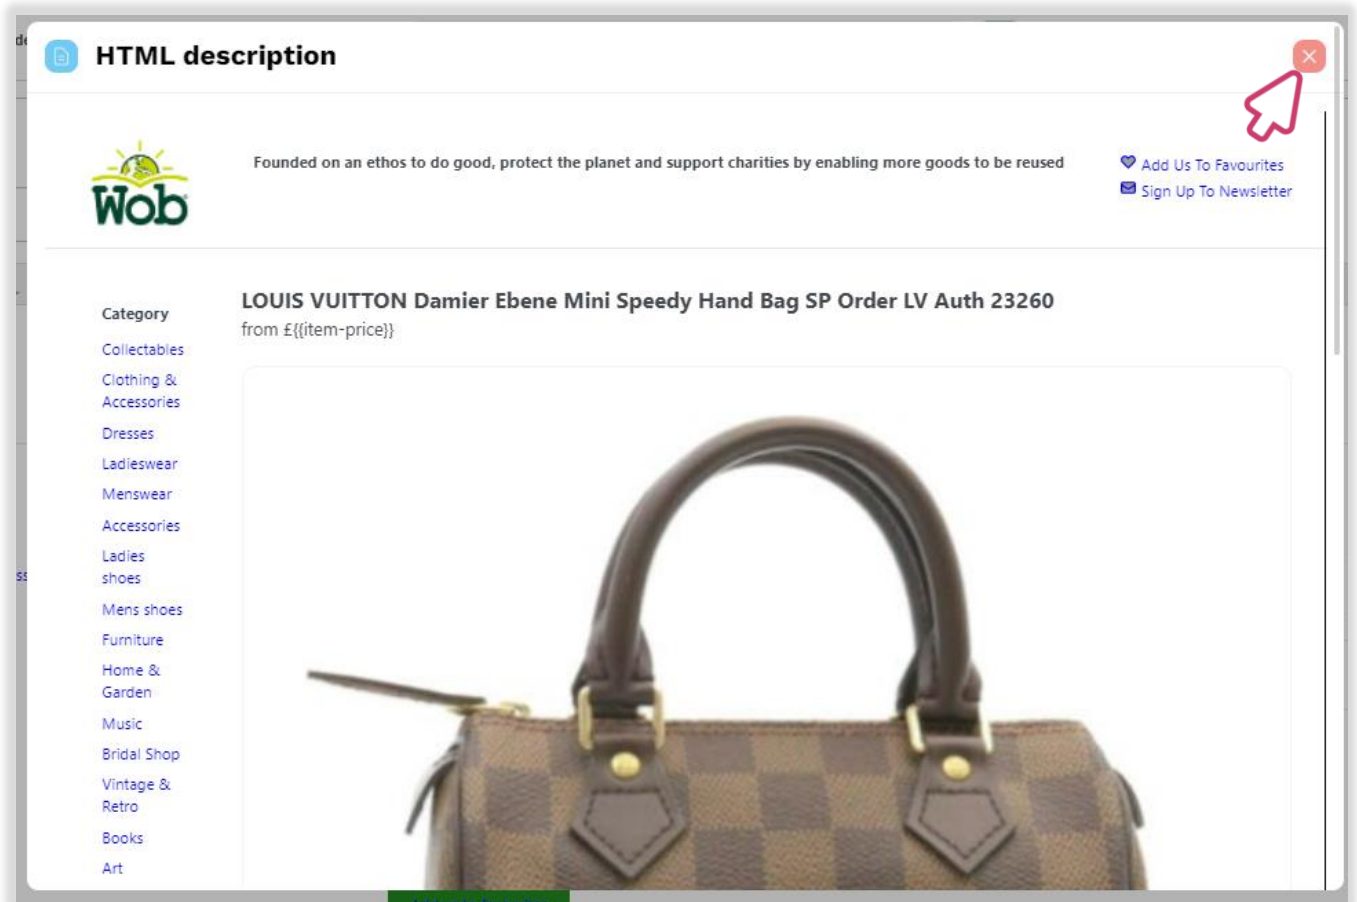 HTML description
Wob
Founded on an ethos to do good, protect the planet and support charities by enabling more goods to be reused
Add Us To Favourites
Sign Up To Newsletter
Category
Collectables
Clothing &
Accessories
Dresses
Ladieswear
Menswear
Accessories
Ladies
shoes
Mens shoes
Furniture
Home &
Garden
Music
Bridal Shop
Vintage &
Retro
Books
Art
LOUIS VUITTON Damier Ebene Mini Speedy Hand Bag SP Order LV Auth 23260
from £{{item-price}}